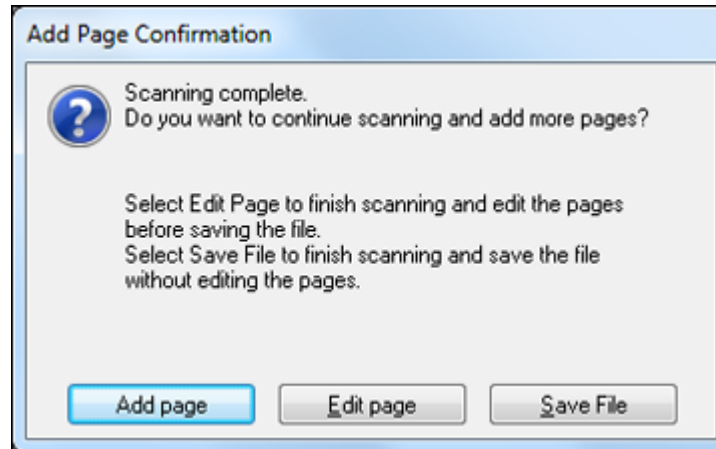 Add Page Confirmation
Scanning complete.
Do you want to continue scanning and add more pages?
Select Edit Page to finish scanning and edit the pages
before saving the file.
Select Save File to finish scanning and save the file
without editing the pages.
Add page
Edit page
Save File